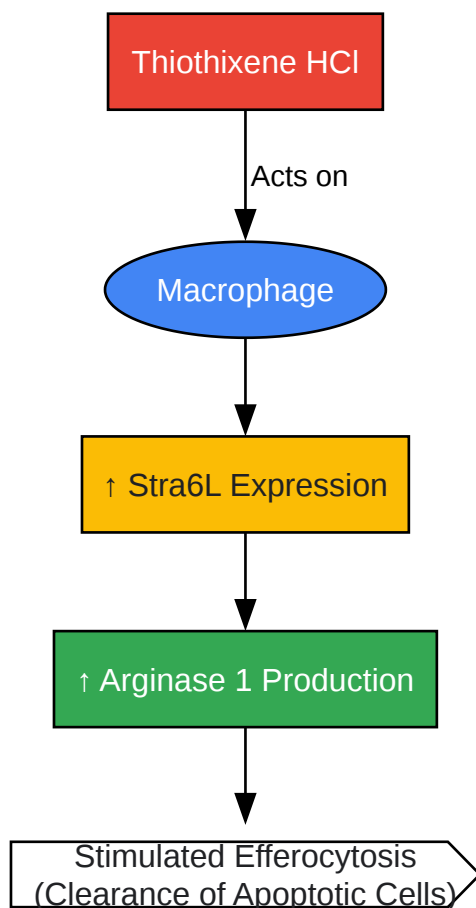 Thiothixene HCl
Acts on
Macrophage
↑ Stra6L Expression
↑ Arginase 1 Production
Stimulated Efferocytosis
(Clearance of Apoptotic Cells)